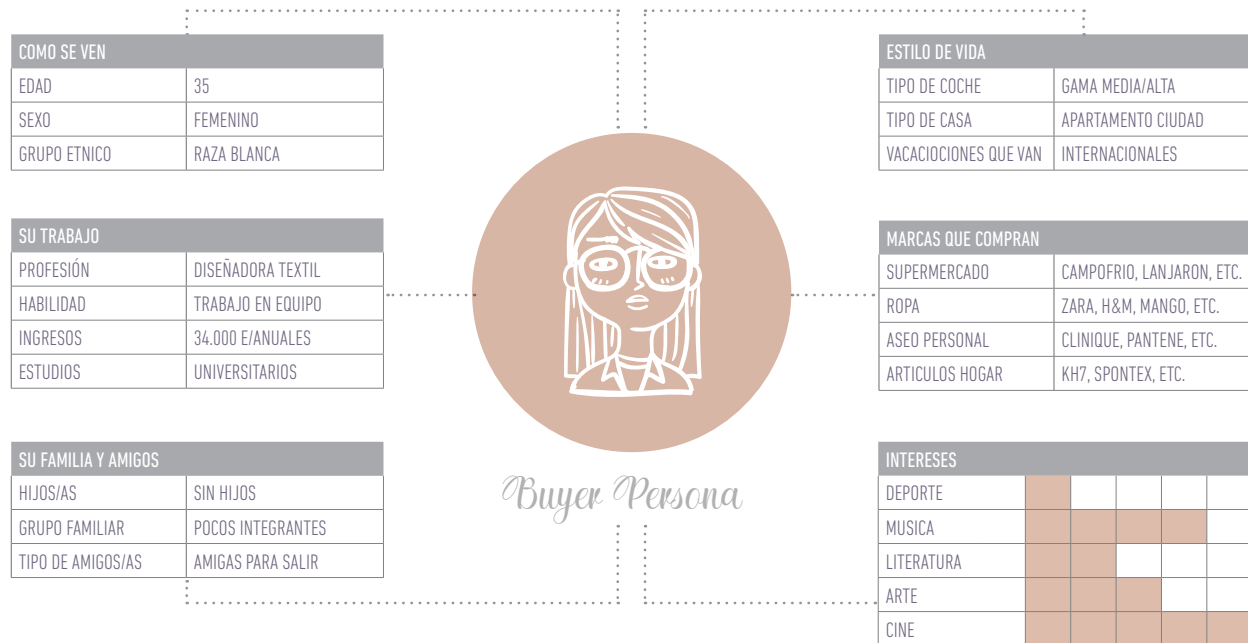 COMO SE VEN
EDAD 35
SEXO FEMENINO
GRUPO ETNICO RAZA BLANCA
SU TRABAJO
PROFESIÓN DISEÑADORA TEXTIL
HABILIDAD TRABAJO EN EQUIPO
INGRESOS 34.000 E/ANUALES
ESTUDIOS UNIVERSITARIOS
SU FAMILIA Y AMIGOS
HIJOS/AS SIN HIJOS
GRUPO FAMILIAR POCOS INTEGRANTES
TIPO DE AMIGOS/AS AMIGAS PARA SALIR
Buyer Persona
ESTILO DE VIDA
TIPO DE COCHE GAMA MEDIA/ALTA
TIPO DE CASA APARTAMENTO CIUDAD
VACACIOCIONES QUE VAN INTERNACIONALES
MARCAS QUE COMPRAN
SUPERMERCADO CAMPOFRIO, LANJARON, ETC.
ROPA ZARA, H&M, MANGO, ETC.
ASEO PERSONAL CLINIQUE, PANTENE, ETC.
ARTICULOS HOGAR KH7, SPONTEX, ETC.
INTERESES
DEPORTE
MUSICA
LITERATURA
ARTE
CINE